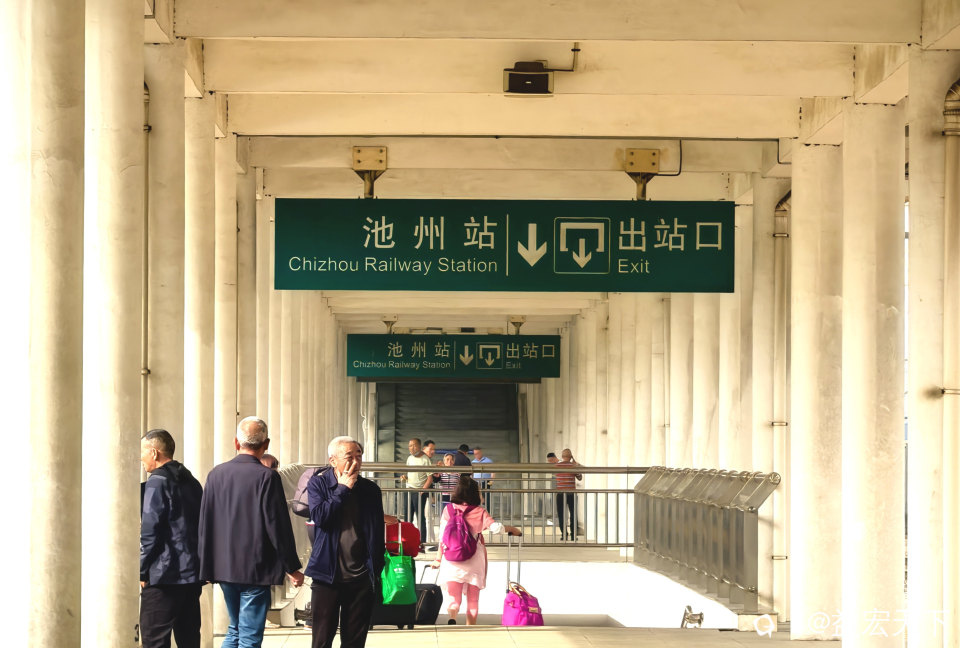 池州站
Chizhou Railway Station
出站口
Exit
池州站
Chizhou Railway Station
出站口
Exit